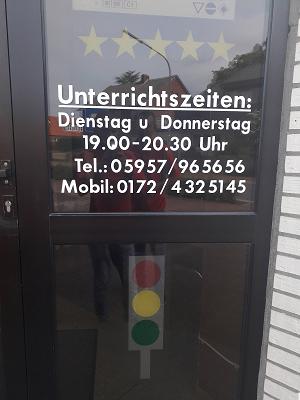 Unterrichtszeiten:
Dienstag u Donnerstag
19.00-20.30 Uhr
Tel.: 05957/965656
Mobil: 0172/4325145